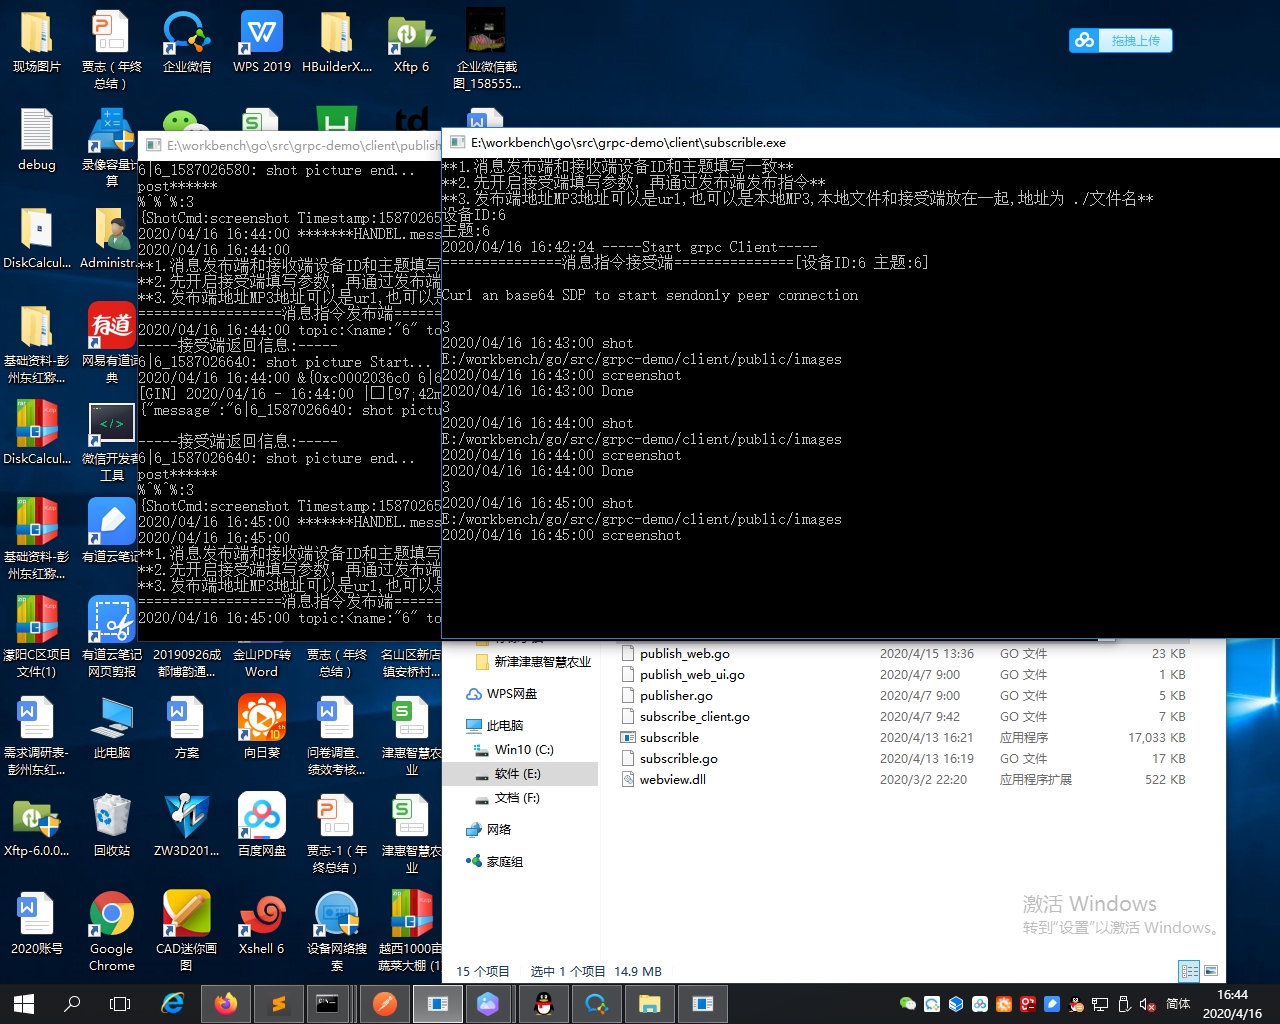 现场图片
贾志（年终总结）
企业微信
WPS 2019
HBuilderX....
Xftp 6
企业微信截图_158555...
拖拽上传
debug
录像容量计算
DiskCalcul...
Administr...
基础资料-彭州东红猕...
网易有道词典
DiskCalcul...
微信开发者工具
基础资料-彭州东红猕...
有道云笔记
濛阳C区项目文件(1)
有道云笔记网页剪报
20190926成都博韵通...
金山PDF转Word
贾志（年终总结）
名山区新店镇安桥村...
需求调研表-彭州东红...
此电脑
方案
向日葵
问卷调查、绩效考核...
津惠智慧农业
Xftp-6.0.0...
回收站
ZW3D201...
百度网盘
贾志-1（年终总结）
津惠智慧农业
2020账号
Google Chrome
CAD迷你画图
Xshell 6
设备网络搜索
越西1000亩蔬菜大棚 (1
E:\workbench\go\src\grpc-demo\client\publish
6|6_1587026580: shot picture end...
post******
%^%^%:3
{ShotCmd:screenshot Timestamp:15870265
2020/04/16 16:44:00 *******HANDEL.mess
2020/04/16 16:44:00
**1.消息发布端和接收端设备ID和主题填写
**2.先开启接受端填写参数，再通过发布端
**3.发布端地址MP3地址可以是url,也可以是
=================消息指令发布端======
2020/04/16 16:44:00 topic:<name:"6" to
-----接受端返回信息:-----
6|6_1587026640: shot picture Start...
2020/04/16 16:44:00 &{0xc0002036c0 6|6
[GIN] 2020/04/16 - 16:44:00 |□[97;42m
{"message":"6|6_1587026640: shot pictu
-----接受端返回信息:-----
6|6_1587026640: shot picture end...
post******
%^%^%:3
{ShotCmd:screenshot Timestamp:15870265
2020/04/16 16:45:00 *******HANDEL.mess
2020/04/16 16:45:00
**1.消息发布端和接收端设备ID和主题填写
**2.先开启接受端填写参数，再通过发布端
**3.发布端地址MP3地址可以是url,也可以是
=================消息指令发布端======
2020/04/16 16:45:00 topic:<name:"6" to
E:\workbench\go\src\grpc-demo\client\subscrible.exe
**1.消息发布端和接收端设备ID和主题填写一致**
**2.先开启接受端填写参数，再通过发布端发布指令**
**3.发布端地址MP3地址可以是url,也可以是本地MP3,本地文件和接受端放在一起,地址为 ./文件名**
设备ID:6
主题:6
2020/04/16 16:42:24 -----Start grpc Client-----
==============消息指令接受端==============[设备ID:6 主题:6]
Curl an base64 SDP to start sendonly peer connection
3
2020/04/16 16:43:00 shot
E:/workbench/go/src/grpc-demo/client/public/images
2020/04/16 16:43:00 screenshot
2020/04/16 16:43:00 Done
3
2020/04/16 16:44:00 shot
E:/workbench/go/src/grpc-demo/client/public/images
2020/04/16 16:44:00 screenshot
2020/04/16 16:44:00 Done
3
2020/04/16 16:45:00 shot
E:/workbench/go/src/grpc-demo/client/public/images
2020/04/16 16:45:00 screenshot
新津津惠智慧农业
WPS网盘
此电脑
Win10 (C:)
软件 (E:)
文档 (F:)
网络
家庭组
publish_web.go 2020/4/15 13:36 GO 文件 23 KB
publish_web_ui.go 2020/4/7 9:00 GO 文件 1 KB
publisher.go 2020/4/7 9:00 GO 文件 5 KB
subscribe_client.go 2020/4/7 9:42 GO 文件 7 KB
subscrible 2020/4/13 16:21 应用程序 17,033 KB
subscrible.go 2020/4/13 16:19 GO 文件 17 KB
webview.dll 2020/3/2 22:20 应用程序扩展 522 KB
激活 Windows
转到"设置"以激活 Windows。
15 个项目 选中 1 个项目 14.9 MB
简体
16:44
2020/4/16